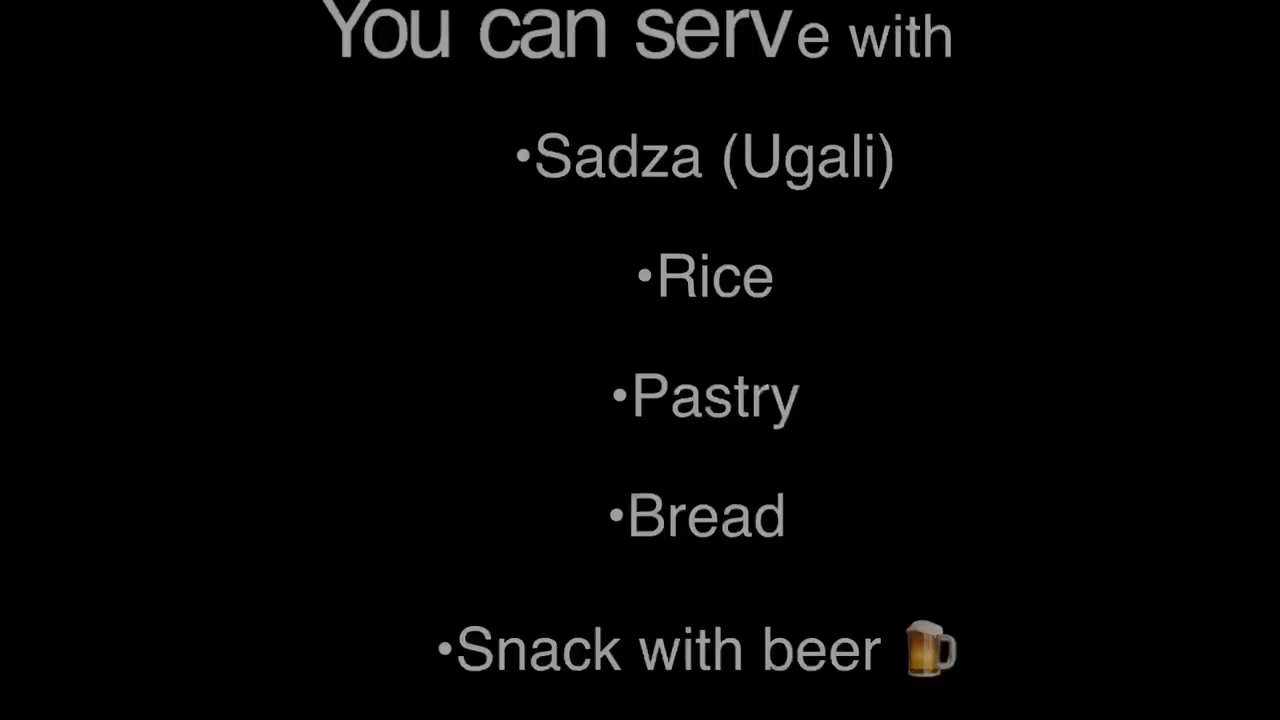 You can serve with
•Sadza (Ugali)
•Rice
•Pastry
•Bread
•Snack with beer 🍺